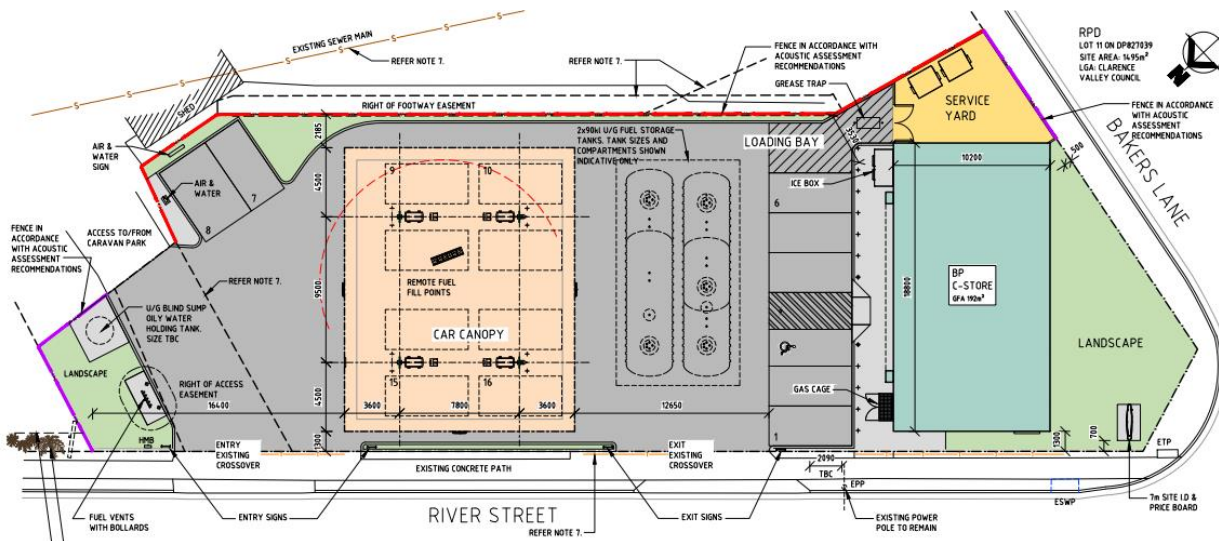 EXISTING SEWER MAIN
REFER NOTE 7.
REFER NOTE 7.
FENCE IN ACCORDANCE WITH
ACOUSTIC ASSESSMENT
RECOMMENDATIONS
RPD
LOT 11 ON DP827039
SITE AREA: 1495m²
LGA: CLARENCE
VALLEY COUNCIL
N
SHED
RIGHT OF FOOTWAY EASEMENT
GREASE TRAP
SERVICE
YARD
FENCE IN ACCORDANCE
WITH ACOUSTIC
ASSESSMENT
RECOMMENDATIONS
BAKERS LANE
AIR &
WATER
SIGN
2185
2x90kl U/G FUEL STORAGE
TANKS. TANK SIZES AND
COMPARTMENTS SHOWN
INDICATIVE ONLY
LOADING BAY
10200
500
ICE BOX
AIR &
WATER
7
8
9
10
4500
6
FENCE IN
ACCORDANCE
WITH ACOUSTIC
ASSESSMENT
RECOMMENDATIONS
ACCESS TO/FROM
CARAVAN PARK
REFER NOTE 7.
9500
REMOTE FUEL
FILL POINTS
18800
BP
C-STORE
GFA 192m²
U/G BLIND SUMP
OILY WATER
HOLDING TANK.
SIZE TBC
CAR CANOPY
LANDSCAPE
LANDSCAPE
RIGHT OF ACCESS
EASEMENT
15
16
4500
GAS CAGE
16400
3600
7800
3600
12650
1
HMB
ENTRY
EXISTING
CROSSOVER
1300
EXIT
EXISTING
CROSSOVER
1300
700
ETP
EXISTING CONCRETE PATH
2090
TBC
EPP
ESWP
FUEL VENTS
WITH BOLLARDS
ENTRY SIGNS
RIVER STREET
EXIT SIGNS
REFER NOTE 7.
EXISTING POWER
POLE TO REMAIN
7m SITE I.D &
PRICE BOARD